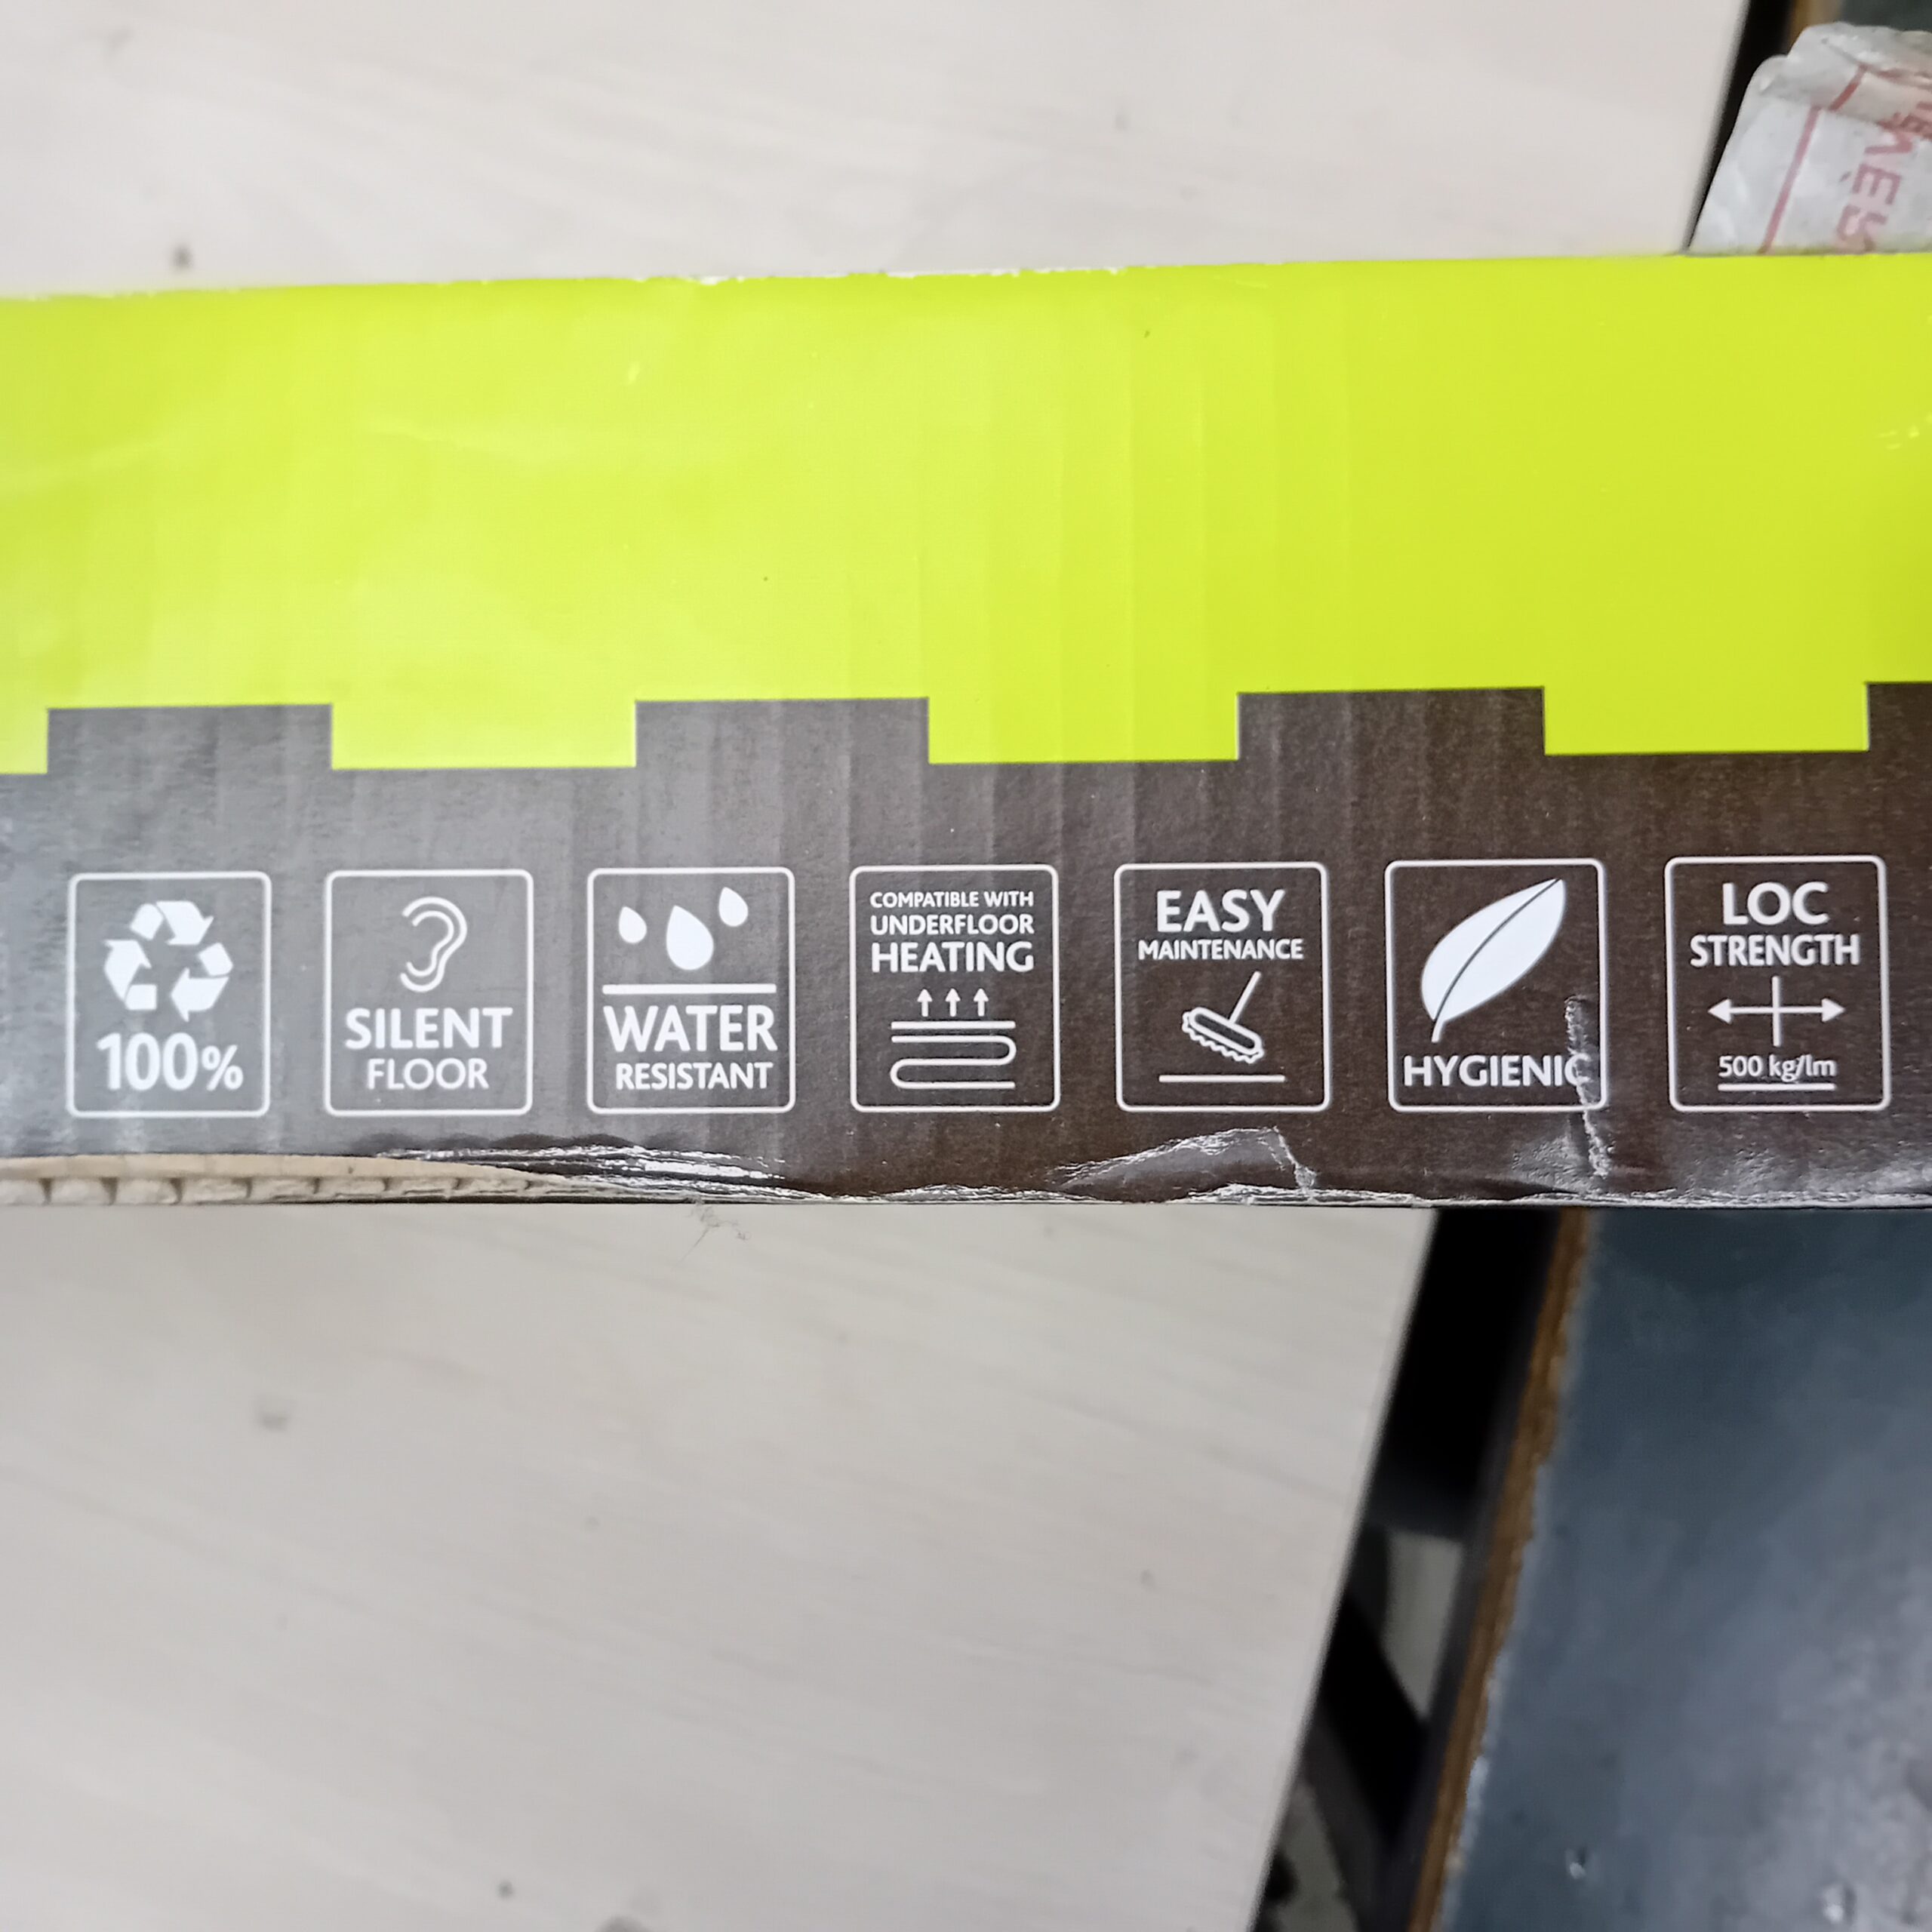 100%
SILENT
FLOOR
WATER
RESISTANT
COMPATIBLE WITH
UNDERFLOOR
HEATING
EASY
MAINTENANCE
HYGIENIC
LOC
STRENGTH
500 kg/lm